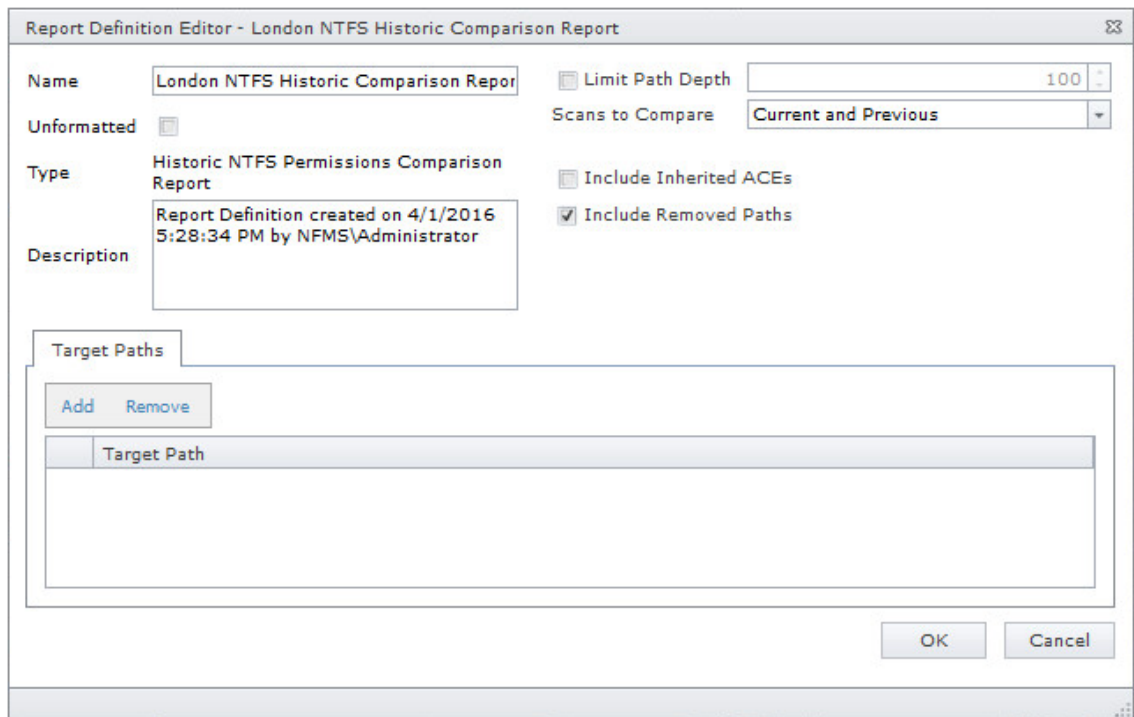 Report Definition Editor - London NTFS Historic Comparison Report
Name
London NTFS Historic Comparison Repor
Limit Path Depth
100
Unformatted
Scans to Compare
Current and Previous
Type
Historic NTFS Permissions Comparison
Report
Include Inherited ACEs
Include Removed Paths
Description
Report Definition created on 4/1/2016
5:28:34 PM by NFMS\Administrator
Target Paths
Add Remove
Target Path
OK Cancel